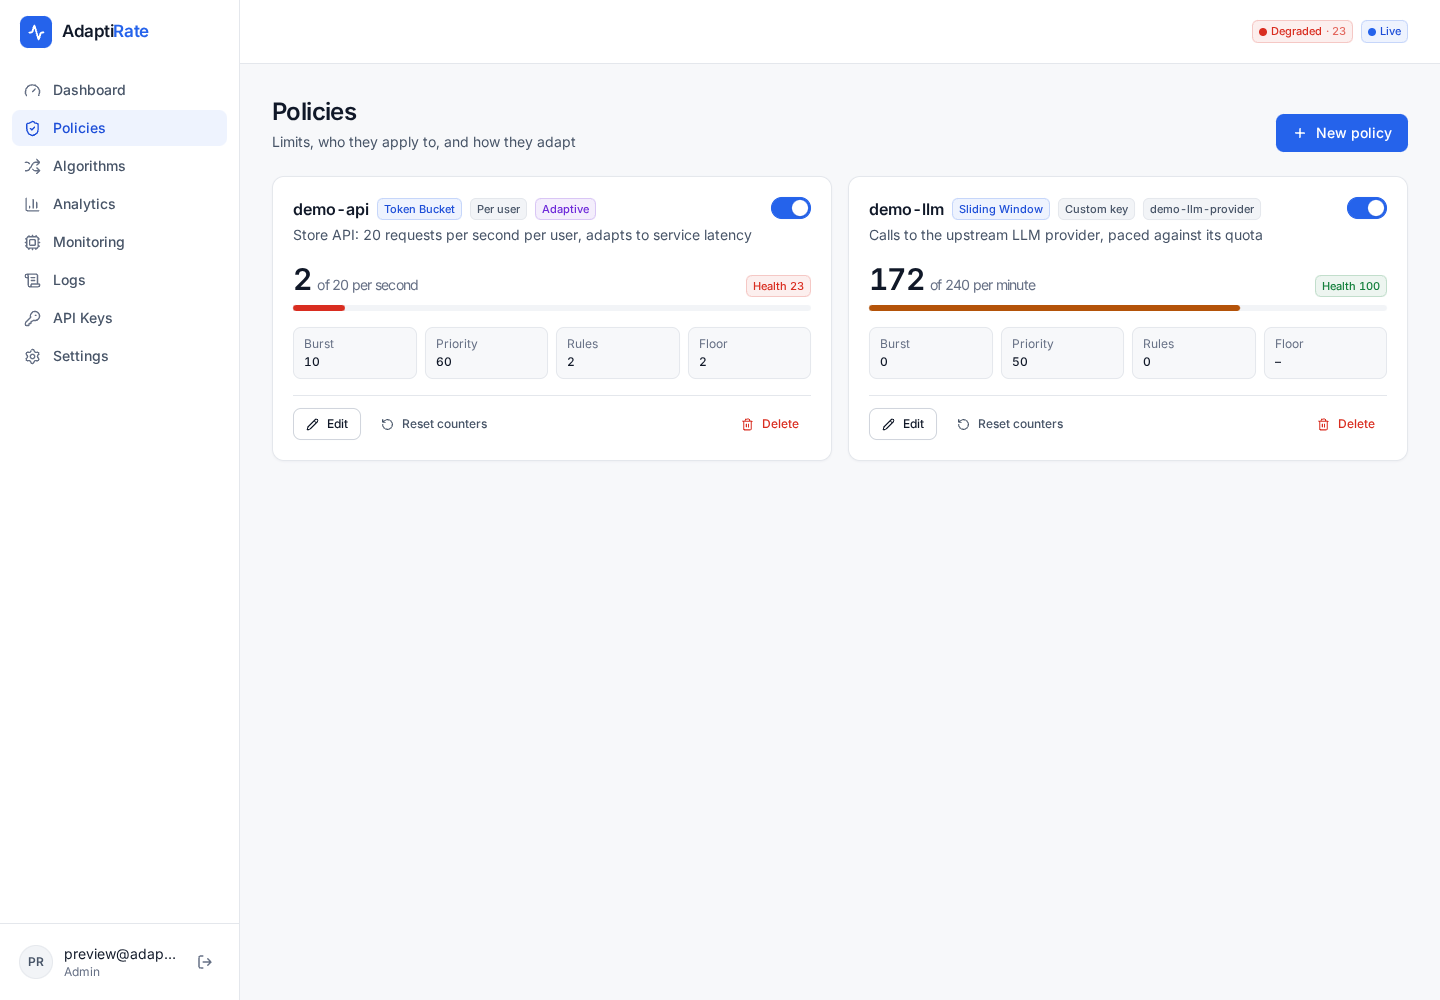 AdaptiRate
Degraded · 23
Live
Dashboard
Policies
Algorithms
Analytics
Monitoring
Logs
API Keys
Settings
Policies
Limits, who they apply to, and how they adapt
New policy
demo-api Token Bucket Per user Adaptive
Store API: 20 requests per second per user, adapts to service latency
2 of 20 per second
Health 23
Burst
10
Priority
60
Rules
2
Floor
2
Edit
Reset counters
Delete
demo-llm Sliding Window Custom key demo-llm-provider
Calls to the upstream LLM provider, paced against its quota
172 of 240 per minute
Health 100
Burst
0
Priority
50
Rules
0
Floor
–
Edit
Reset counters
Delete
PR
preview@adap...
Admin